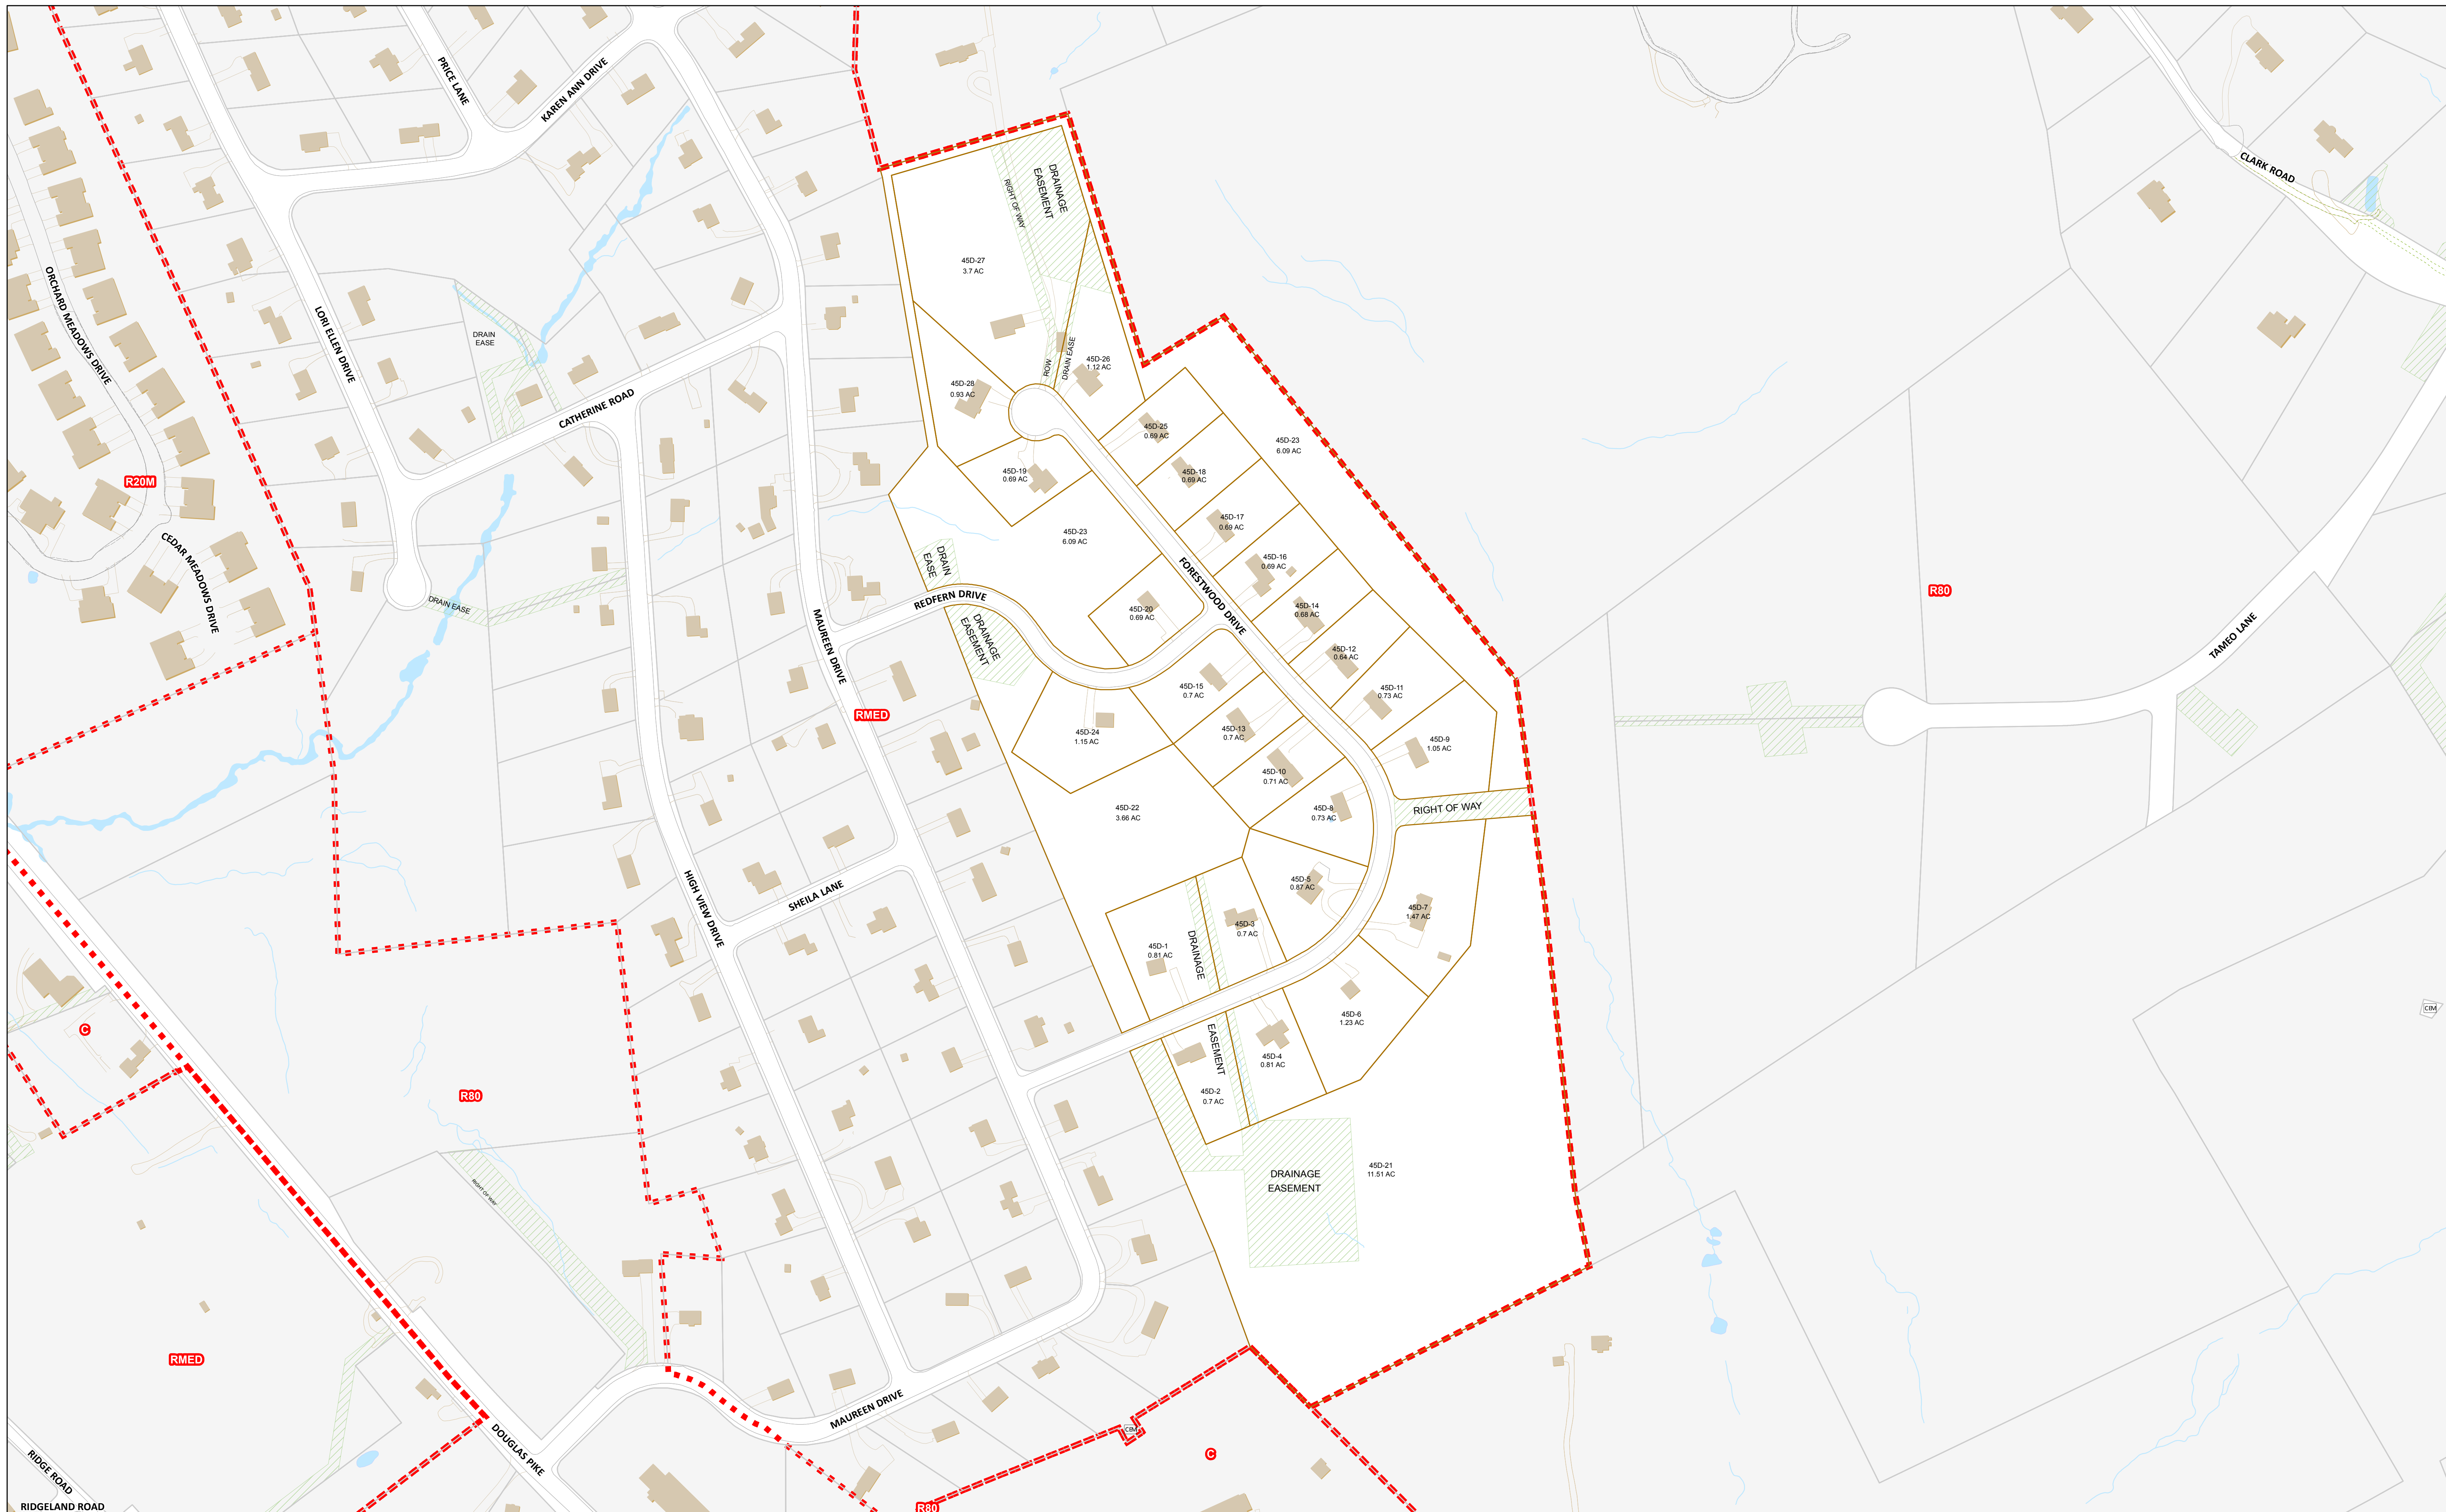 PRICE LANE
KAREN ANN DRIVE
CLARK ROAD
DRAINAGE
EASEMENT
RIGHT OF WAY
45D-27
3.7 AC
ORCHARD MEADOWS DRIVE
LORI ELLEN DRIVE
DRAIN
EASE
CATHERINE ROAD
ROW
DRAIN EASE
45D-26
1.12 AC
45D-28
0.93 AC
45D-25
0.69 AC
45D-23
6.09 AC
45D-19
0.69 AC
45D-18
0.69 AC
R20M
45D-17
0.69 AC
45D-23
6.09 AC
CEDAR MEADOWS DRIVE
DRAIN
EASE
45D-16
0.69 AC
FORESTWOOD DRIVE
R80
DRAIN EASE
REDFERN DRIVE
45D-20
0.69 AC
45D-14
0.68 AC
MAUREEN DRIVE
DRAINAGE
EASEMENT
45D-12
0.64 AC
TAMEO LANE
45D-15
0.7 AC
45D-11
0.73 AC
RMED
45D-24
1.15 AC
45D-13
0.7 AC
45D-9
1.05 AC
45D-10
0.71 AC
45D-22
3.66 AC
45D-8
0.73 AC
RIGHT OF WAY
HIGH VIEW DRIVE
SHEILA LANE
45D-5
0.87 AC
45D-7
1.47 AC
45D-3
0.7 AC
45D-1
0.81 AC
DRAINAGE
EASEMENT
45D-6
1.23 AC
CEM
C
45D-4
0.81 AC
45D-2
0.7 AC
R80
RIGHT OF WAY
DRAINAGE
EASEMENT
45D-21
11.51 AC
RMED
MAUREEN DRIVE
CEM
C
DOUGLAS PIKE
RIDGE ROAD
RIDGELAND ROAD
R80